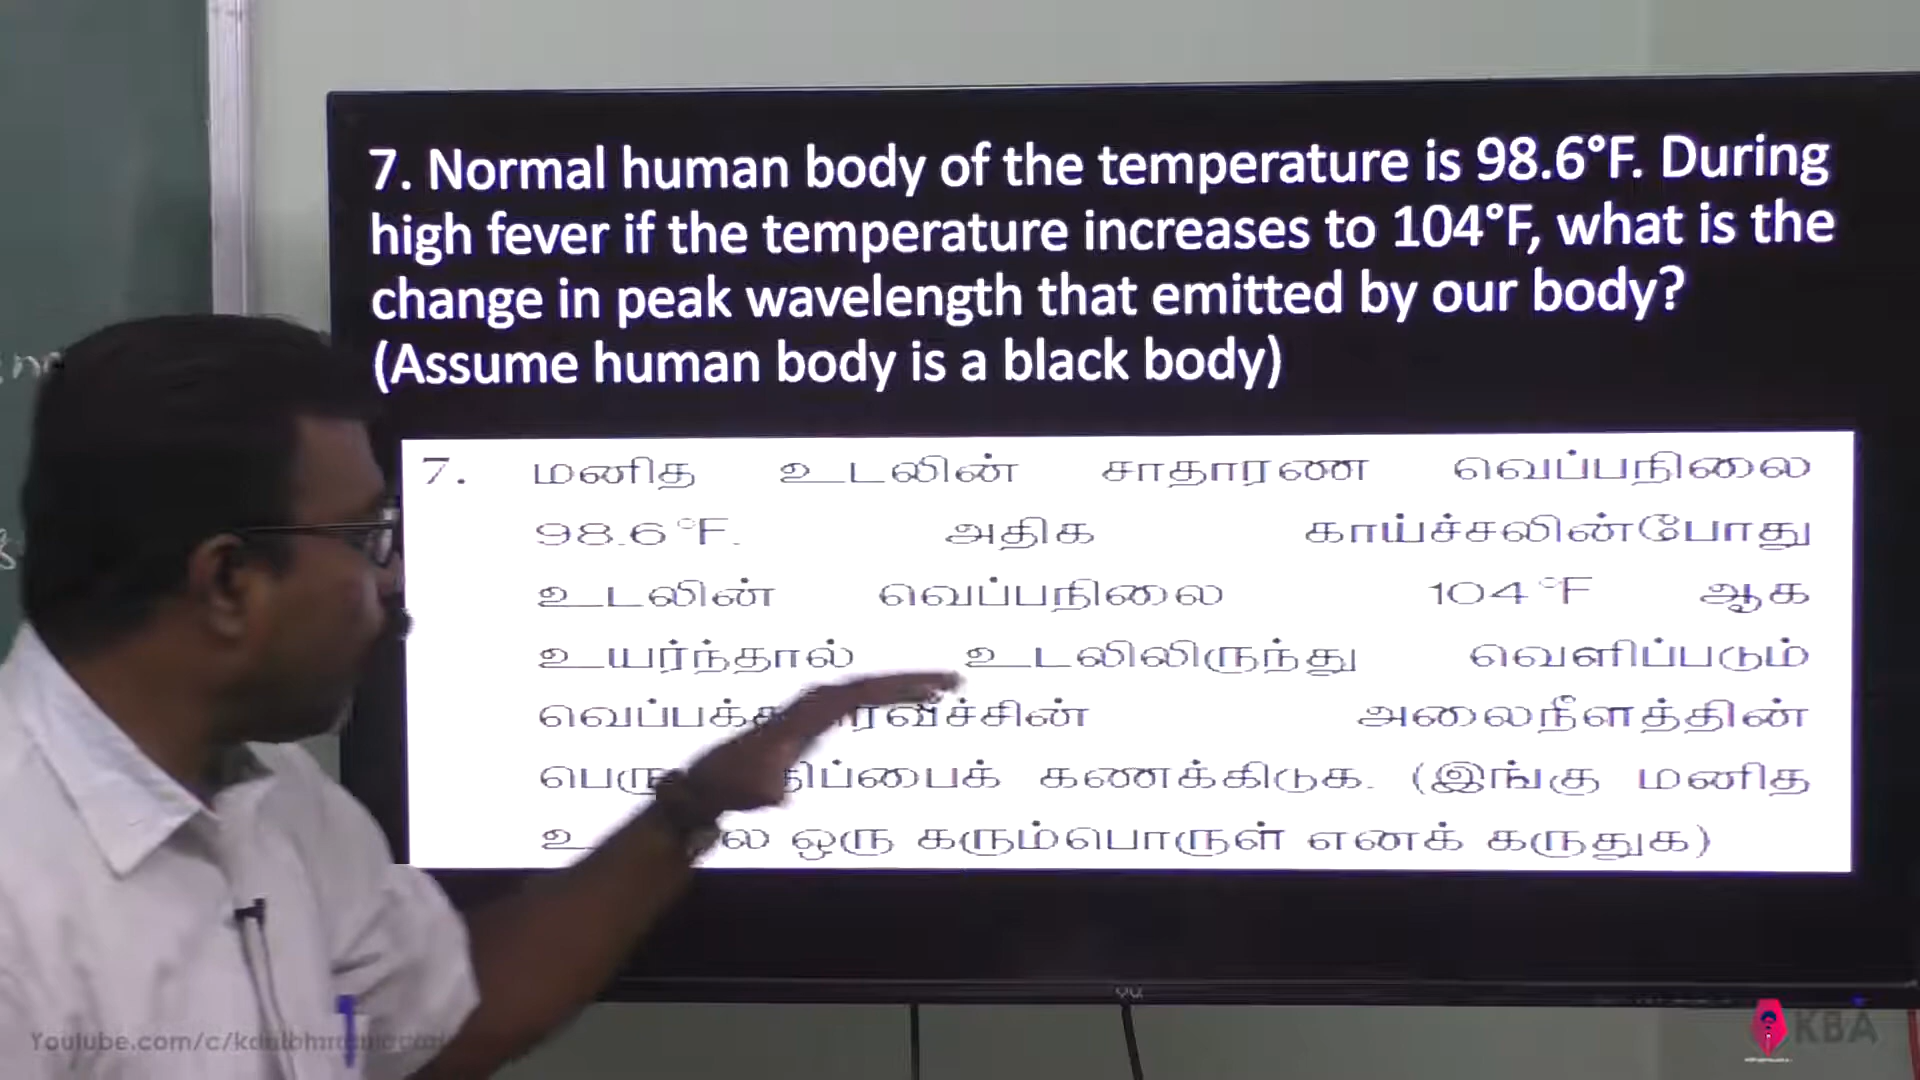 7. Normal human body of the temperature is 98.6°F. During
high fever if the temperature increases to 104°F, what is the
change in peak wavelength that emitted by our body?
(Assume human body is a black body)
7. மனித உடலின் சாதாரண வெப்பநிலை
98.6°F. அதிக காய்ச்சலின்போது
உடலின் வெப்பநிலை 104°F ஆக
உயர்ந்தால் உடலிலிருந்து வெளிப்படும்
அலைநீளத்தின்
கணக்கிடுக. (இங்கு மனித
ஒரு கரும்பொருள் எனக் கருதுக)
KBA